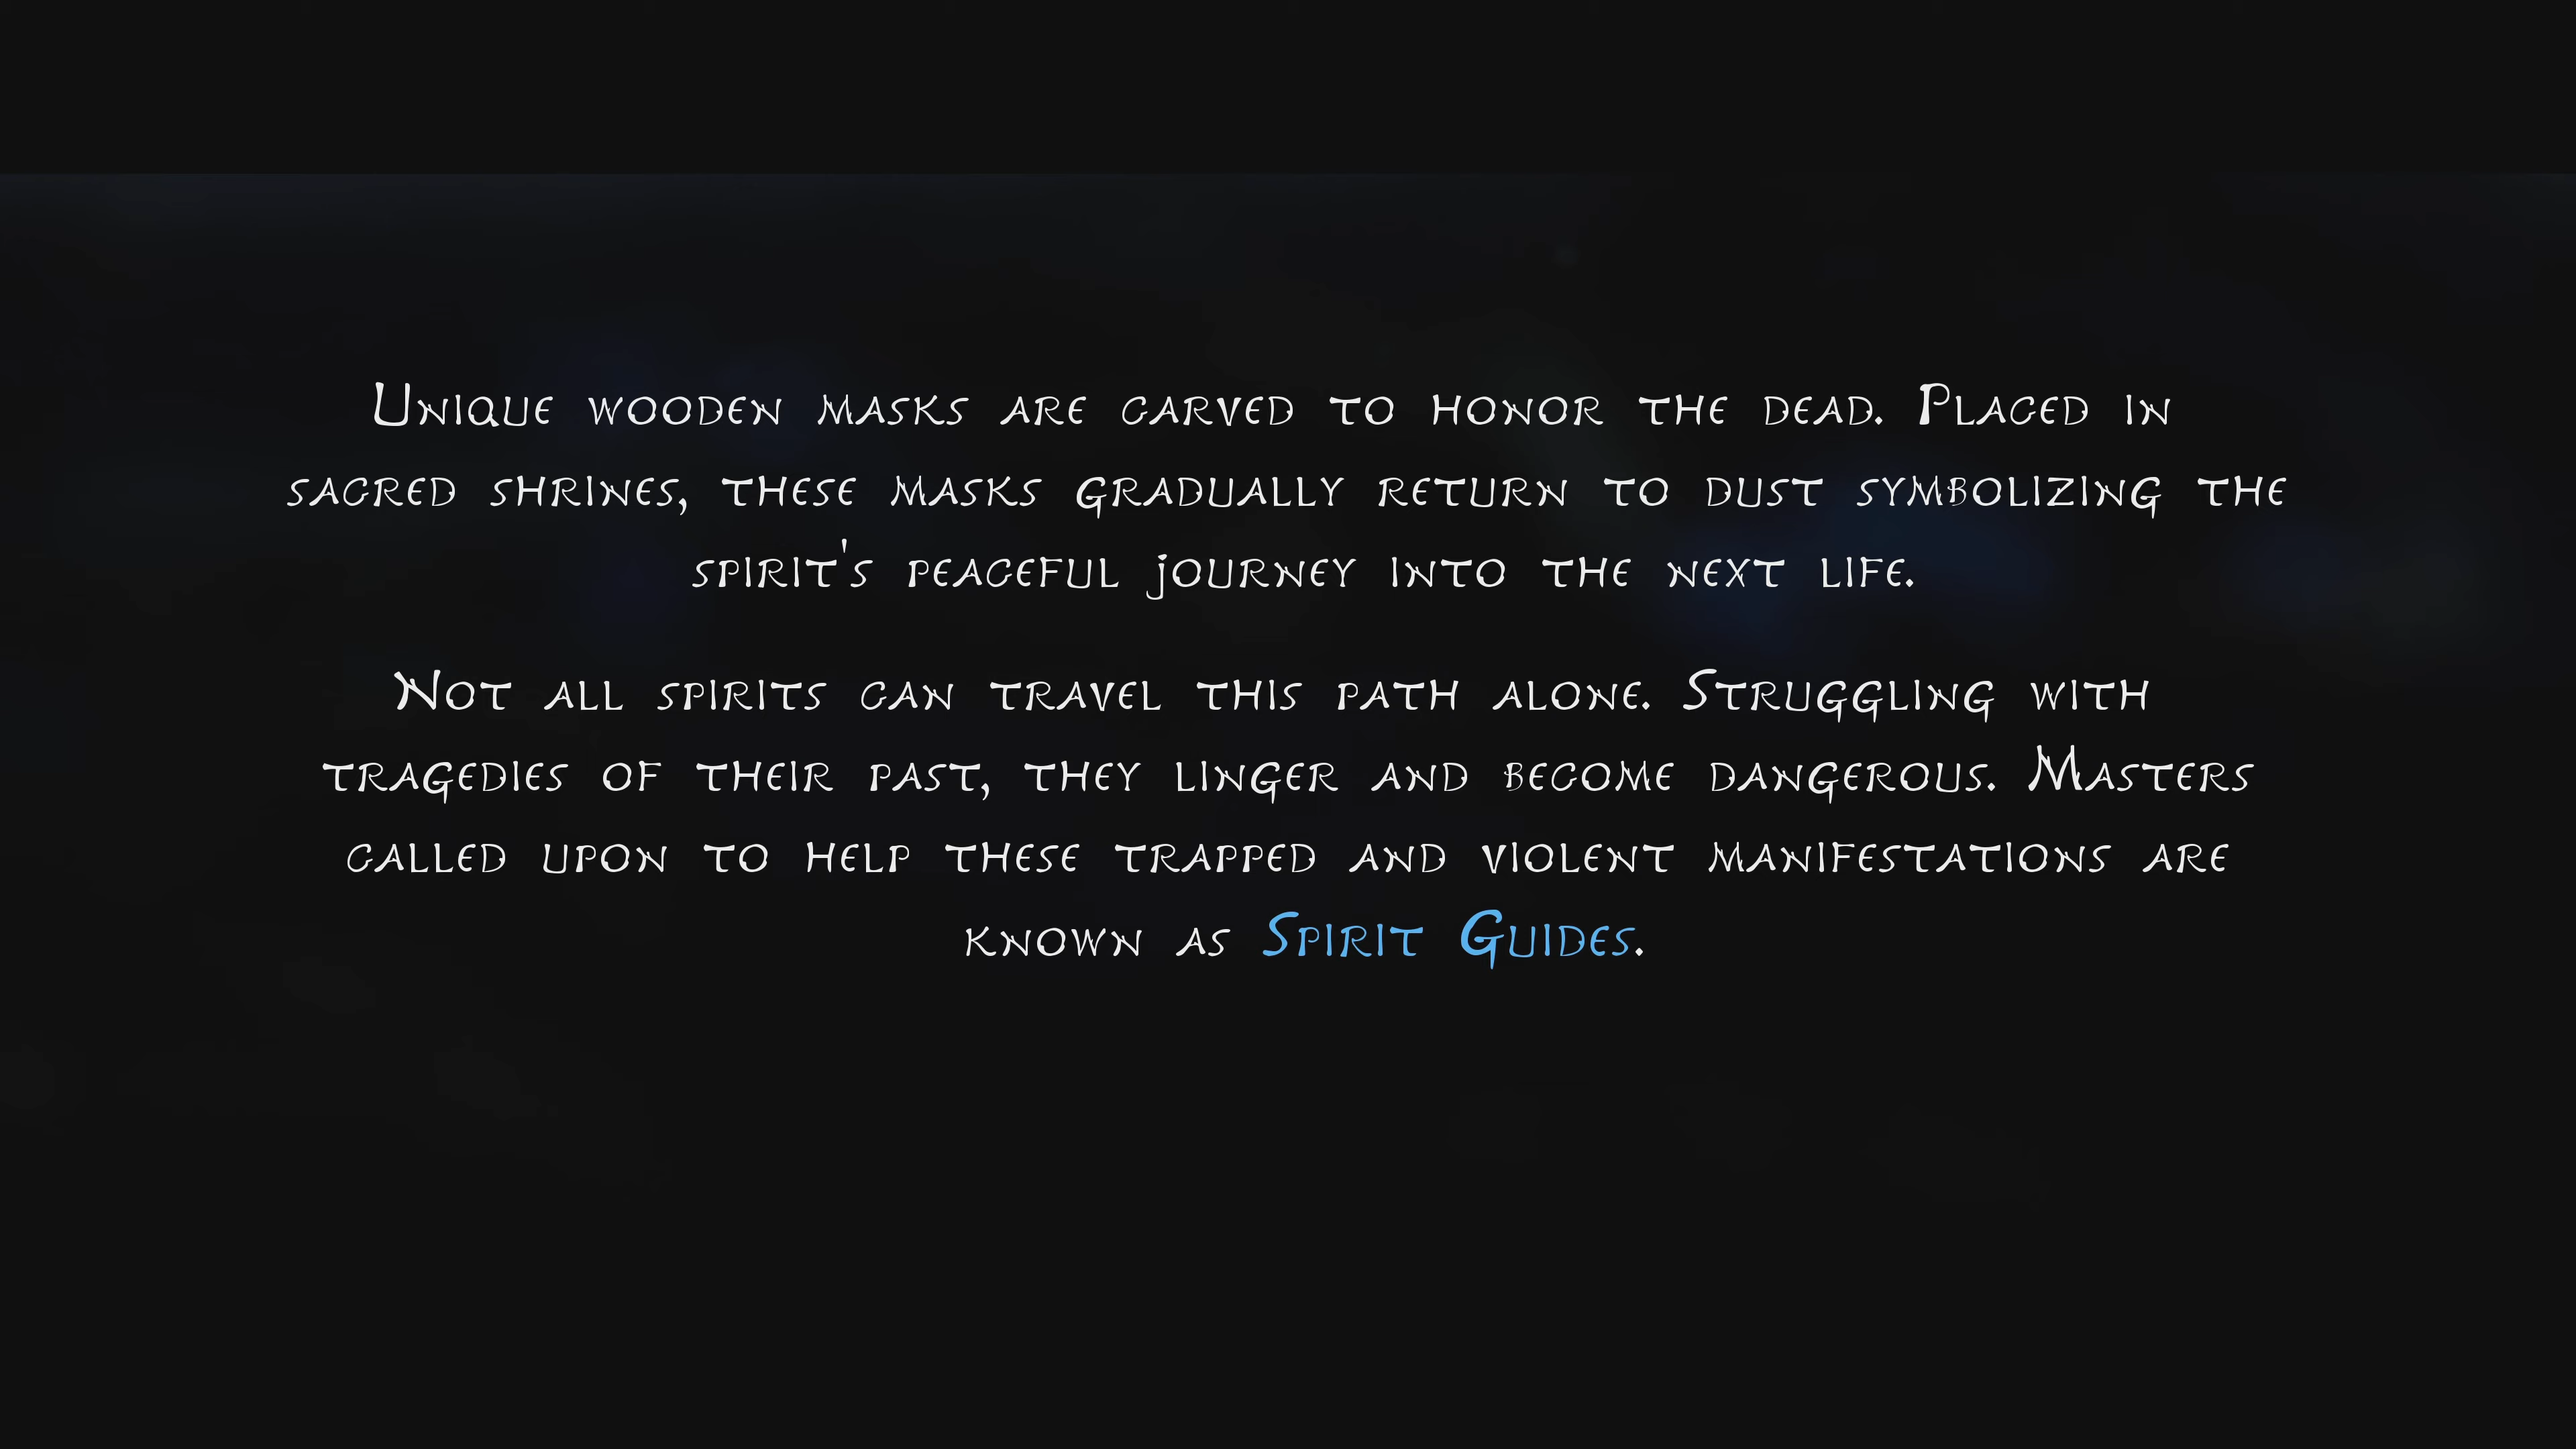 Unique wooden masks are carved to honor the dead. Placed in
sacred shrines, these masks gradually return to dust symbolizing the
spirit's peaceful journey into the next life.
Not all spirits can travel this path alone. Struggling with
tragedies of their past, they linger and become dangerous. Masters
called upon to help these trapped and violent manifestations are
known as Spirit Guides.